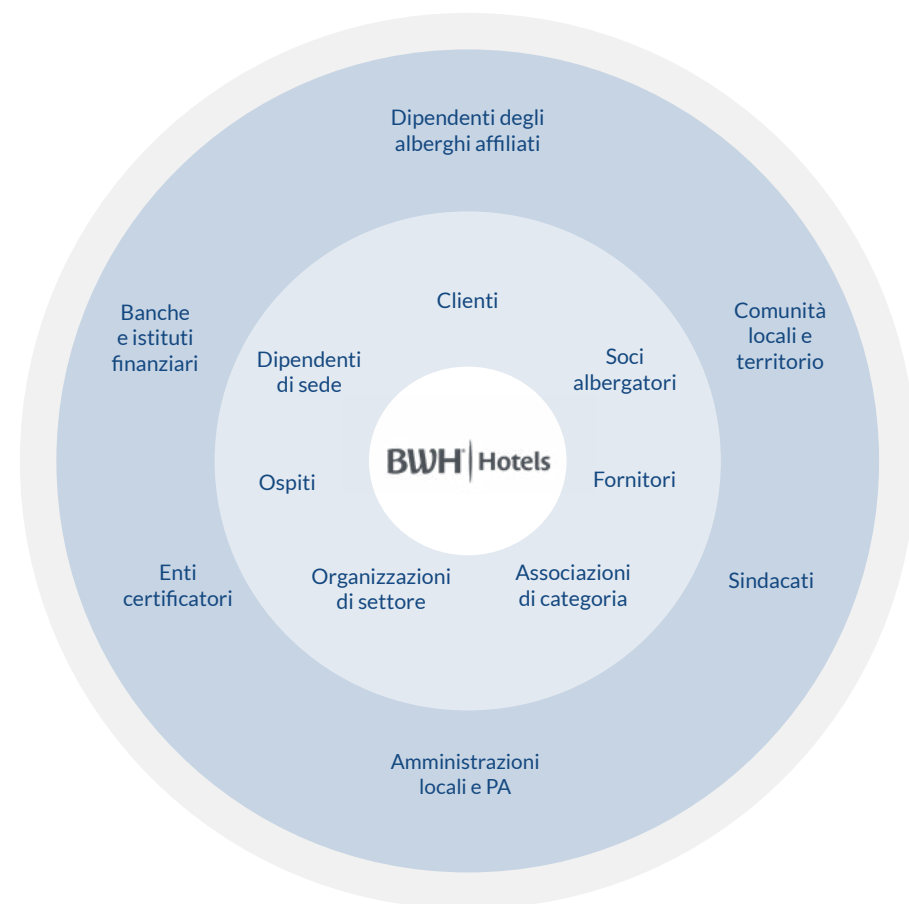 Dipendenti degli
alberghi affiliati
Clienti
Banche
e istituti
finanziari
Comunità
locali e
territorio
Dipendenti
di sede
Soci
albergatori
BWH Hotels
Ospiti
Fornitori
Enti
certificatori
Organizzazioni
di settore
Associazioni
di categoria
Sindacati
Amministrazioni
locali e PA